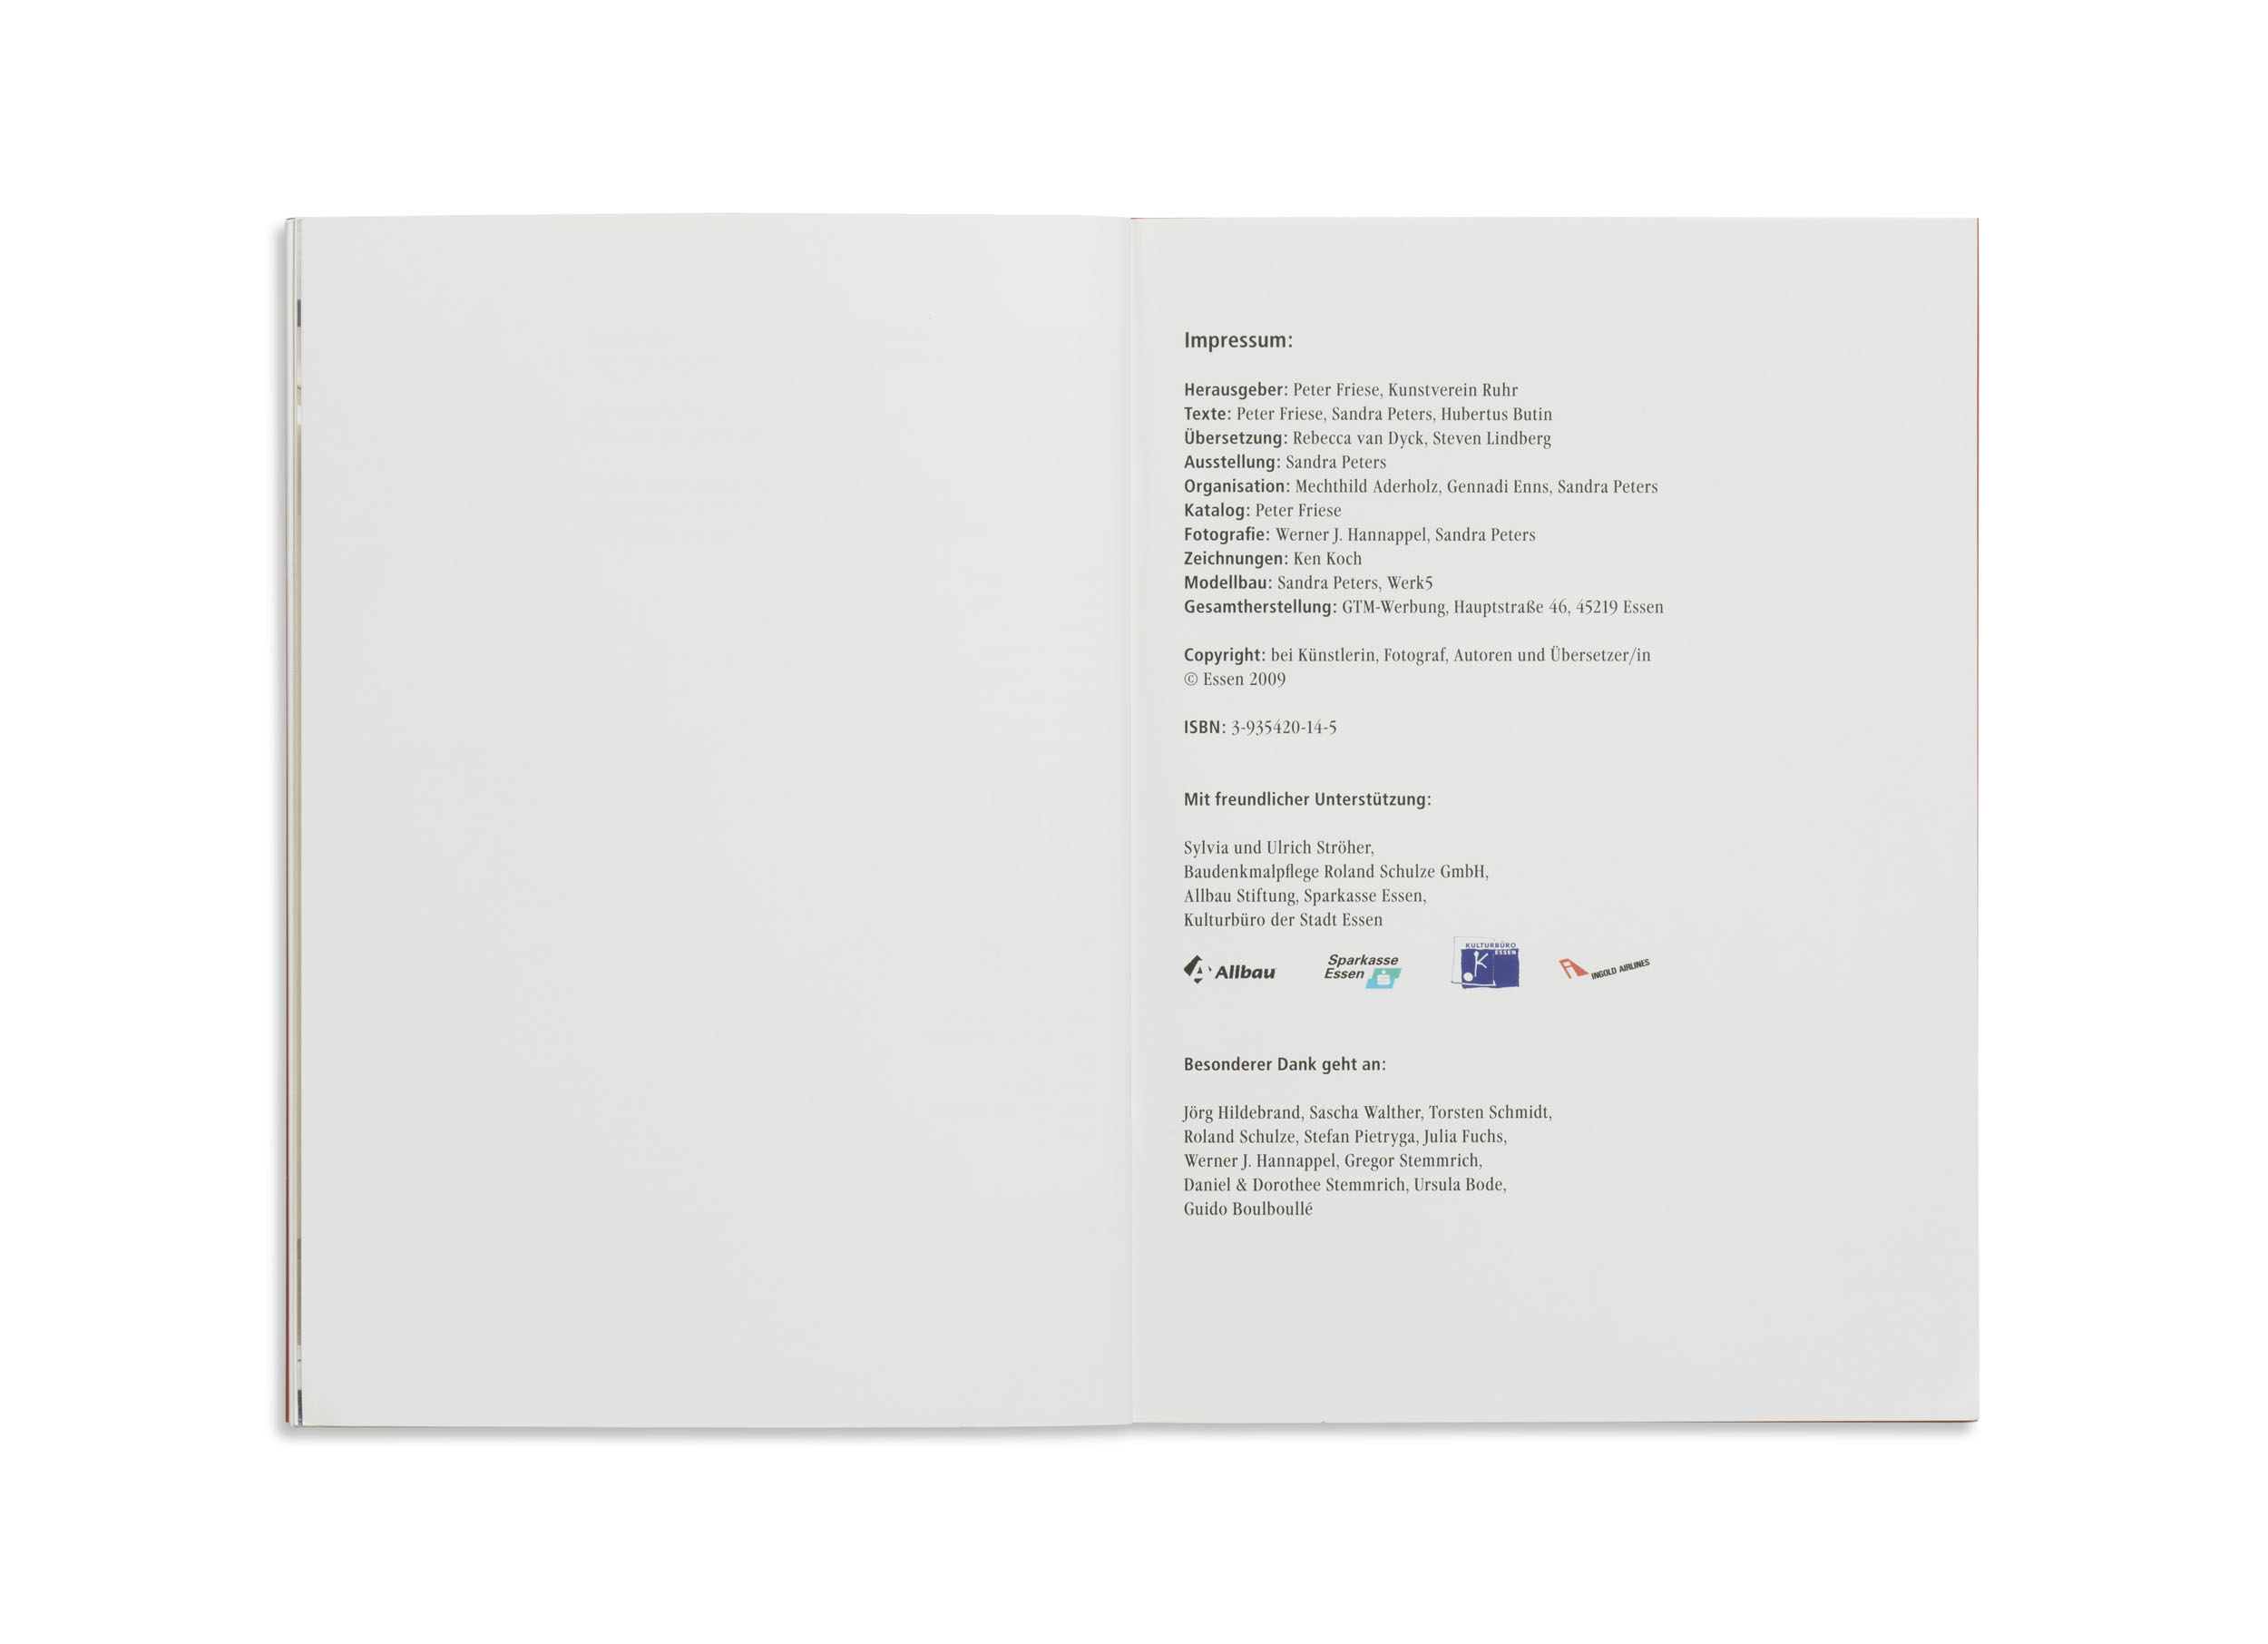 Impressum:
Herausgeber: Peter Friese, Kunstverein Ruhr
Texte: Peter Friese, Sandra Peters, Hubertus Butin
Übersetzung: Rebecca van Dyck, Steven Lindberg
Ausstellung: Sandra Peters
Organisation: Mechthild Aderholz, Gennadi Enns, Sandra Peters
Katalog: Peter Friese
Fotografie: Werner J. Hannappel, Sandra Peters
Zeichnungen: Ken Koch
Modellbau: Sandra Peters, Werk5
Gesamtherstellung: GTM-Werbung, Hauptstraße 46, 45219 Essen
Copyright: bei Künstlerin, Fotograf, Autoren und Übersetzer/in
© Essen 2009
ISBN: 3-935420-14-5
Mit freundlicher Unterstützung:
Sylvia und Ulrich Ströher,
Baudenkmalpflege Roland Schulze GmbH,
Allbau Stiftung, Sparkasse Essen,
Kulturbüro der Stadt Essen
Allbau
Sparkasse
Essen
KULTURBÜRO
ESSEN
INGOLD AIRLINES
Besonderer Dank geht an:
Jörg Hildebrand, Sascha Walther, Torsten Schmidt,
Roland Schulze, Stefan Pietryga, Julia Fuchs,
Werner J. Hannappel, Gregor Stemmrich,
Daniel & Dorothee Stemmrich, Ursula Bode,
Guido Boulboullé